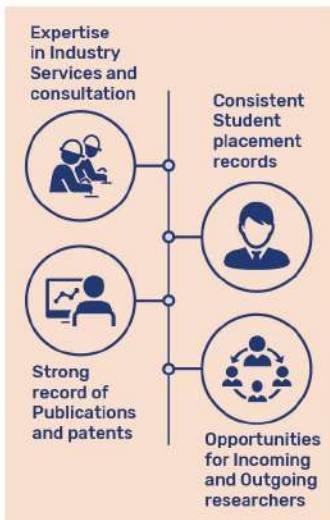 Expertise
in Industry
Services and
consultation
Consistent
Student
placement
records
Strong
record of
Publications
and patents
Opportunities
for Incoming
and Outgoing
researchers